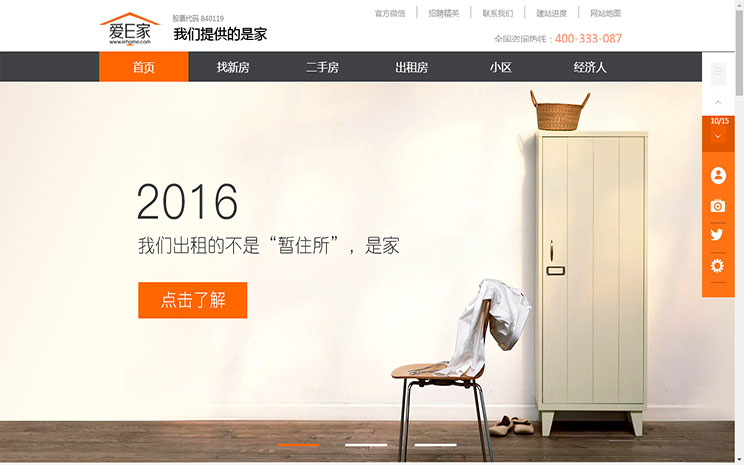 官方微信 招聘精英 联系我们 建站进度 网站地图
爱E家
www.iehome.com
股票代码 840119
我们提供的是家
全国咨询热线：400-333-087
首页 找新房 二手房 出租房 小区 经济人
10/15
2016
我们出租的不是“暂住所”，是家
点击了解